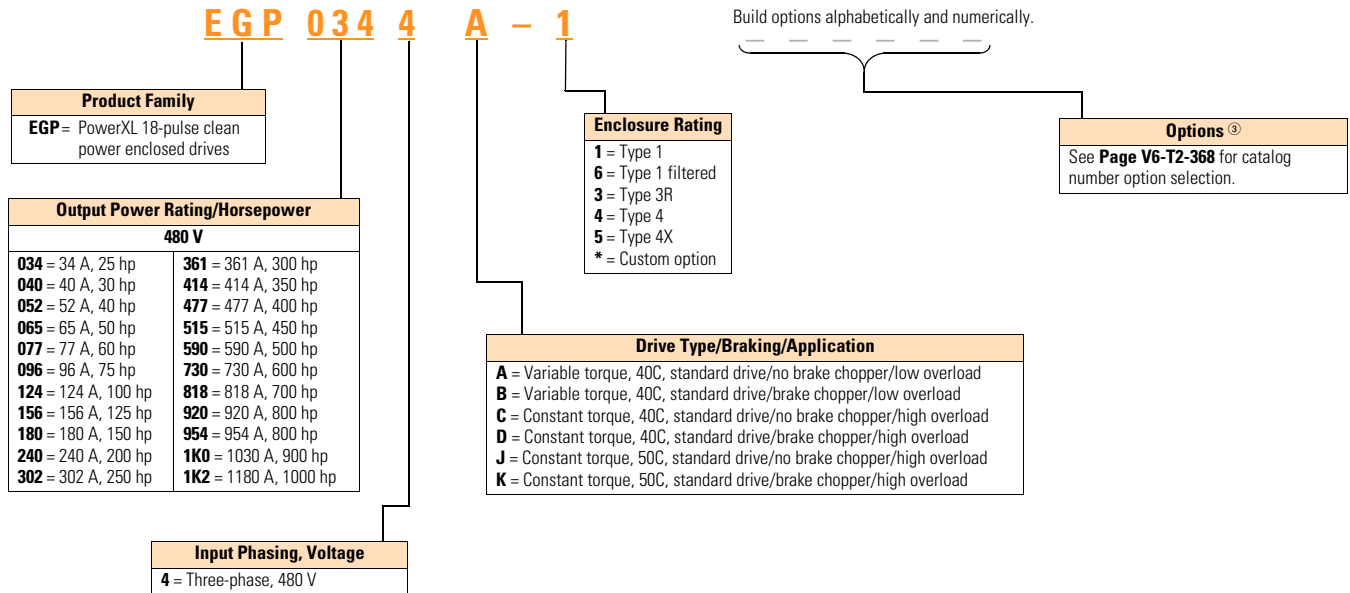 EGP 034 4 A – 1
Build options alphabetically and numerically.
Product Family
EGP = PowerXL 18-pulse clean
power enclosed drives
Enclosure Rating
1 = Type 1
6 = Type 1 filtered
3 = Type 3R
4 = Type 4
5 = Type 4X
* = Custom option
Options ③
See Page V6-T2-368 for catalog
number option selection.
Output Power Rating/Horsepower
480 V
034 = 34 A, 25 hp
040 = 40 A, 30 hp
052 = 52 A, 40 hp
065 = 65 A, 50 hp
077 = 77 A, 60 hp
096 = 96 A, 75 hp
124 = 124 A, 100 hp
156 = 156 A, 125 hp
180 = 180 A, 150 hp
240 = 240 A, 200 hp
302 = 302 A, 250 hp
361 = 361 A, 300 hp
414 = 414 A, 350 hp
477 = 477 A, 400 hp
515 = 515 A, 450 hp
590 = 590 A, 500 hp
730 = 730 A, 600 hp
818 = 818 A, 700 hp
920 = 920 A, 800 hp
954 = 954 A, 800 hp
1K0 = 1030 A, 900 hp
1K2 = 1180 A, 1000 hp
Drive Type/Braking/Application
A = Variable torque, 40C, standard drive/no brake chopper/low overload
B = Variable torque, 40C, standard drive/brake chopper/low overload
C = Constant torque, 40C, standard drive/no brake chopper/high overload
D = Constant torque, 40C, standard drive/brake chopper/high overload
J = Constant torque, 50C, standard drive/no brake chopper/high overload
K = Constant torque, 50C, standard drive/brake chopper/high overload
Input Phasing, Voltage
4 = Three-phase, 480 V